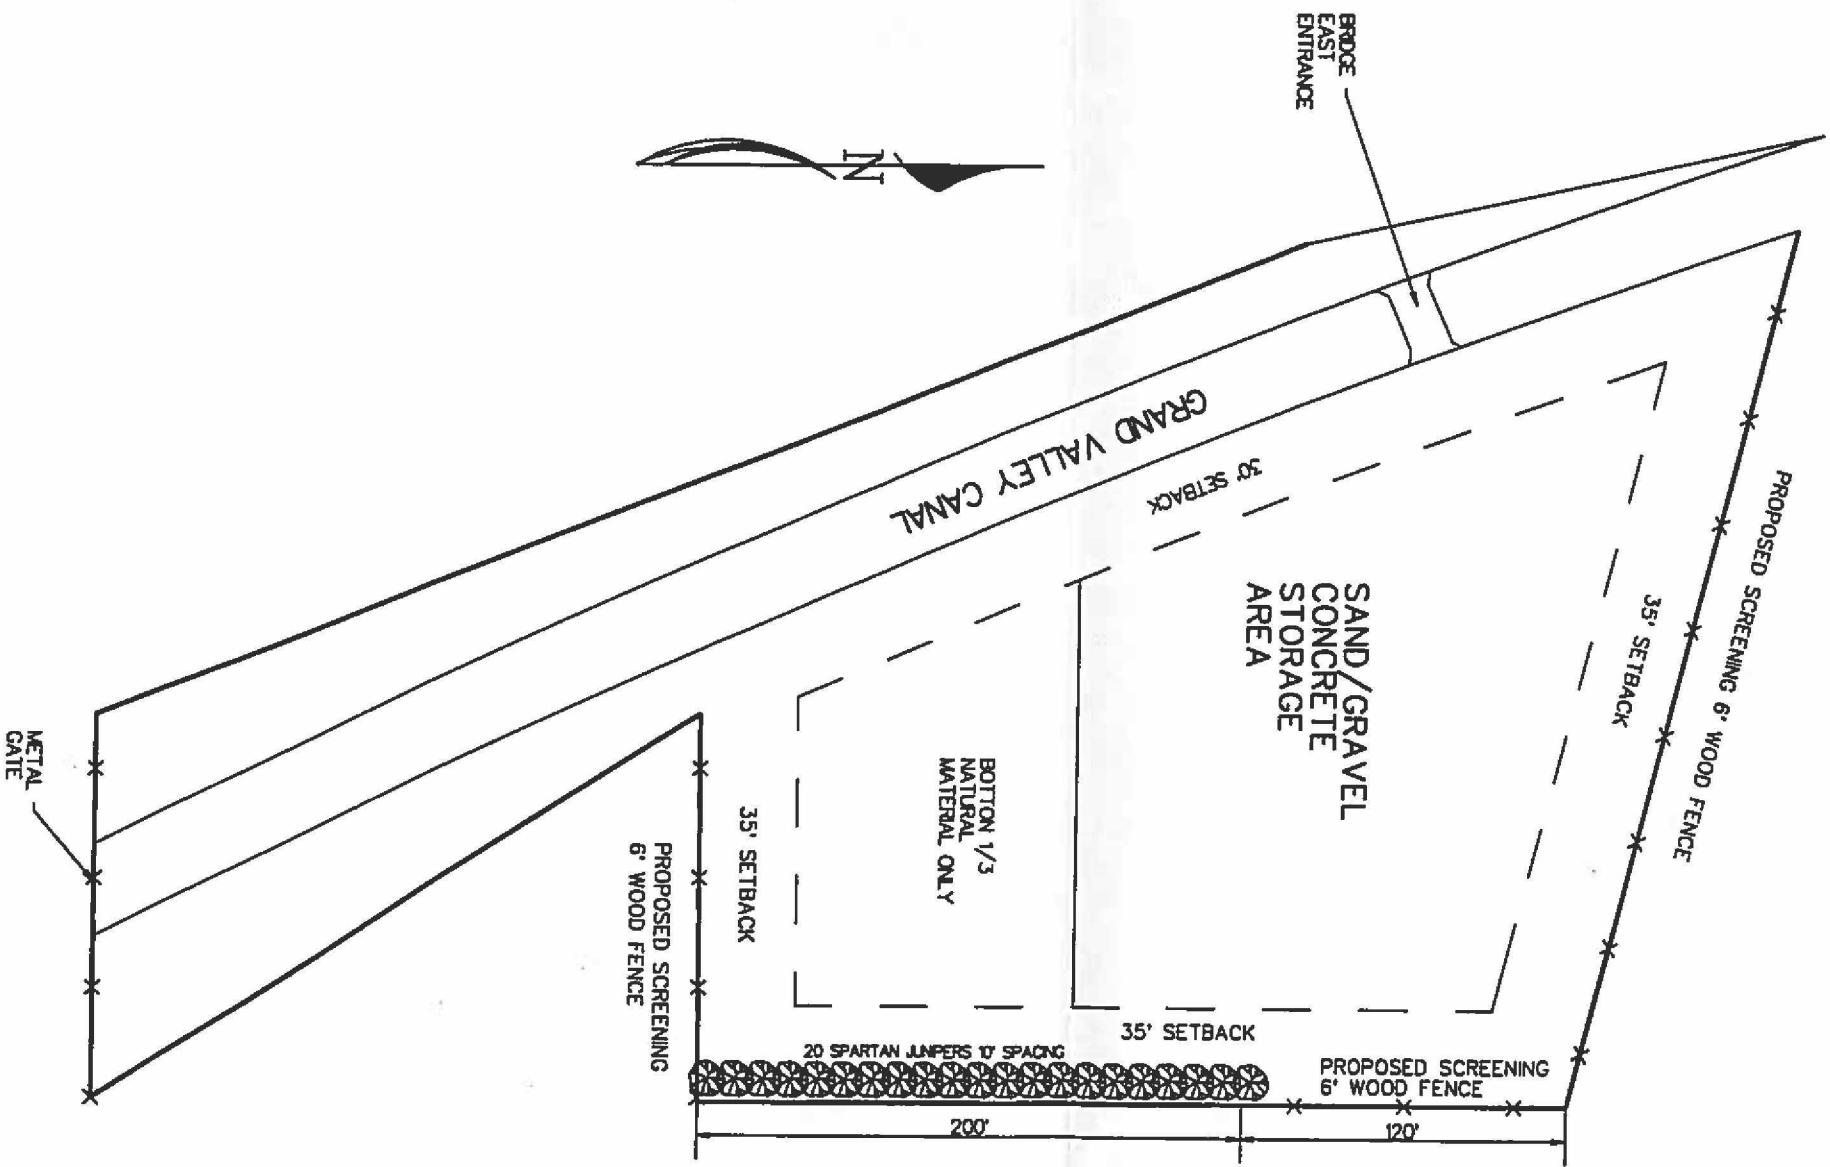 BRIDGE
EAST
ENTRANCE
N
GRAND VALLEY CANAL
30' SETBACK
PROPOSED SCREENING 6' WOOD FENCE
35' SETBACK
SAND/GRAVEL
CONCRETE
STORAGE
AREA
BOTTON 1/3
NATURAL
MATERIAL ONLY
METAL
GATE
35' SETBACK
PROPOSED SCREENING
6' WOOD FENCE
35' SETBACK
20 SPARTAN JUNPERS 10' SPACNG
PROPOSED SCREENING
6' WOOD FENCE
200'
120'